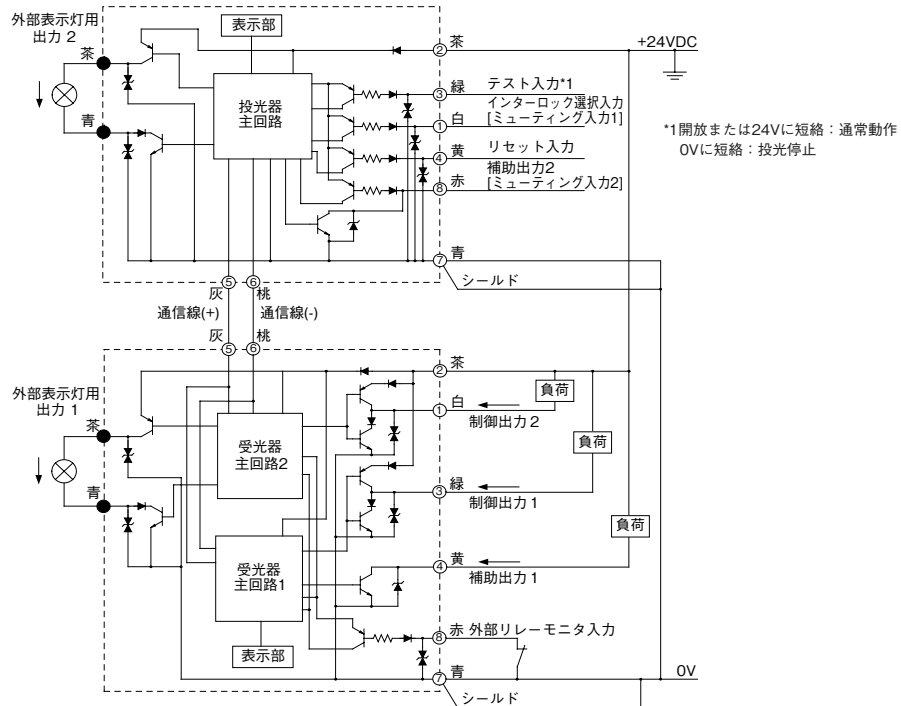 外部表示灯用
出力 2
茶
青
表示部
投光器
主回路
② 茶
+24VDC
③ 緑 テスト入力*1
インターロック選択入力
① 白 [ミューティング入力1]
④ 黄 リセット入力
補助出力2
⑧ 赤 [ミューティング入力2]
*1開放または24Vに短絡：通常動作
0Vに短絡：投光停止
⑦ 青
シールド
⑤ ⑥
灰 桃
通信線(+) 通信線(-)
灰 桃
⑤ ⑥
外部表示灯用
出力 1
茶
青
受光器
主回路2
受光器
主回路1
表示部
② 茶
負荷
① 白
制御出力2
負荷
③ 緑
制御出力1
負荷
④ 黄
補助出力1
⑧ 赤 外部リレーモニタ入力
⑦ 青
0V
シールド